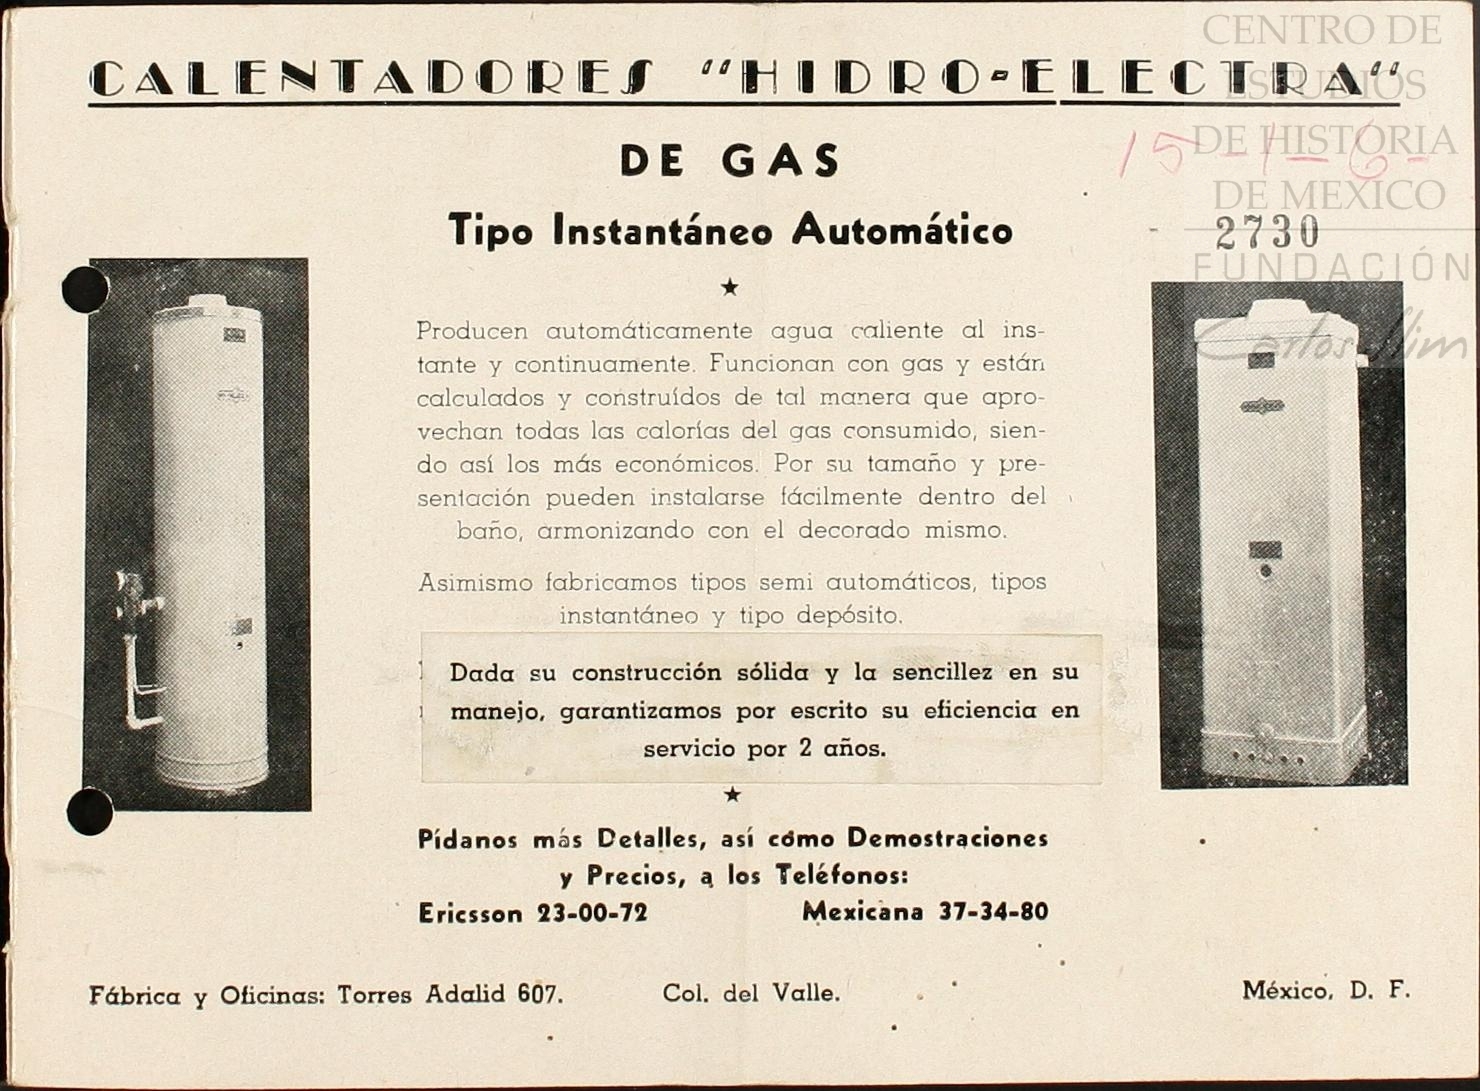 CENTRO DE
ESTUDIOS
DE HISTORIA
DE MEXICO
FUNDACIÓN
Carlos Slim
CALENTADORES "HIDRO-ELECTRA"
DE GAS
15-1-6-
Tipo Instantáneo Automático
2730
Producen automáticamente agua caliente al ins-
tante y continuamente. Funcionan con gas y están
calculados y construídos de tal manera que apro-
vechan todas las calorías del gas consumido, sien-
do así los más económicos. Por su tamaño y pre-
sentación pueden instalarse fácilmente dentro del
baño, armonizando con el decorado mismo.
Asimismo fabricamos tipos semi automáticos, tipos
instantáneo y tipo depósito.
Dada su construcción sólida y la sencillez en su
manejo, garantizamos por escrito su eficiencia en
servicio por 2 años.
Pídanos más Detalles, así cómo Demostraciones
y Precios, a los Teléfonos:
Ericsson 23-00-72 Mexicana 37-34-80
Fábrica y Oficinas: Torres Adalid 607. Col. del Valle. México, D. F.